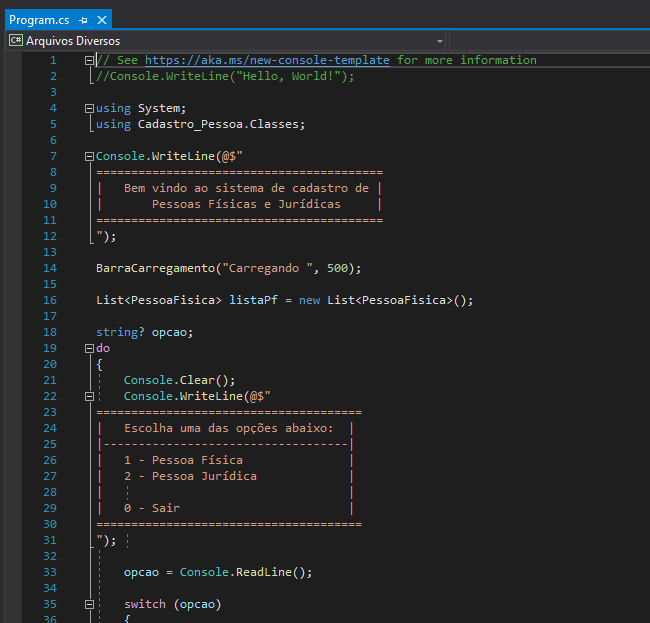 Program.cs
C# Arquivos Diversos
1 // See https://aka.ms/new-console-template for more information
2 //Console.WriteLine("Hello, World!");
3
4 using System;
5 using Cadastro_Pessoa.Classes;
6
7 Console.WriteLine(@$"
8 =========================================
9 |   Bem vindo ao sistema de cadastro de |
10 |       Pessoas Físicas e Jurídicas     |
11 =========================================
12 ");
13
14 BarraCarregamento("Carregando ", 500);
15
16 List<PessoaFisica> listaPf = new List<PessoaFisica>();
17
18 string? opcao;
19 do
20 {
21     Console.Clear();
22     Console.WriteLine(@$"
23 ======================================
24 |   Escolha uma das opções abaixo:  |
25 |-----------------------------------|
26 |   1 - Pessoa Física               |
27 |   2 - Pessoa Jurídica             |
28 |                                   |
29 |   0 - Sair                        |
30 ======================================
31 ");
32
33     opcao = Console.ReadLine();
34
35     switch (opcao)
36     {